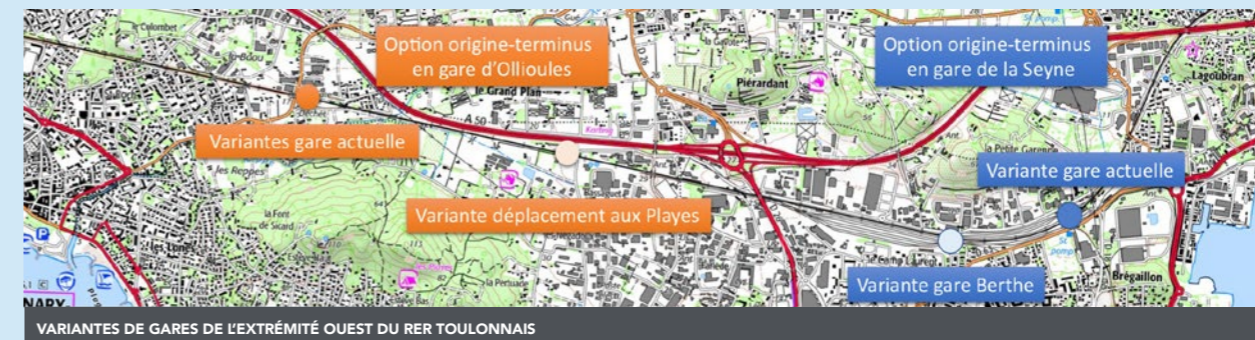 Option origine-terminus
en gare d'Ollioules
Option origine-terminus
en gare de la Seyne
Piérardant
Lagoubran
le Grand Plan
A 50
Variantes gare actuelle
la Petite Garenne
Variante gare actuelle
les Reppes
la Font
de Sicard
Variante déplacement aux Playes
Variante gare Berthe
Brégaillon
VARIANTES DE GARES DE L'EXTRÉMITÉ OUEST DU RER TOULONNAIS